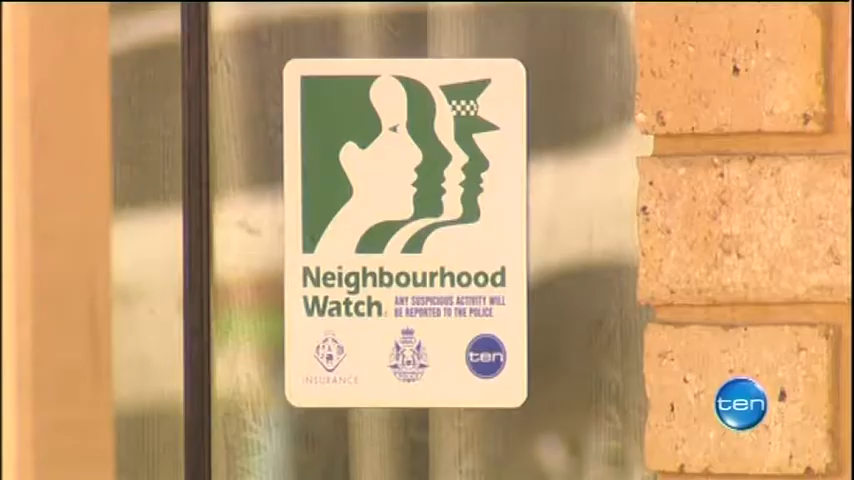 Neighbourhood
Watch.
ANY SUSPICIOUS ACTIVITY WILL
BE REPORTED TO THE POLICE
INSURANCE
ten
ten